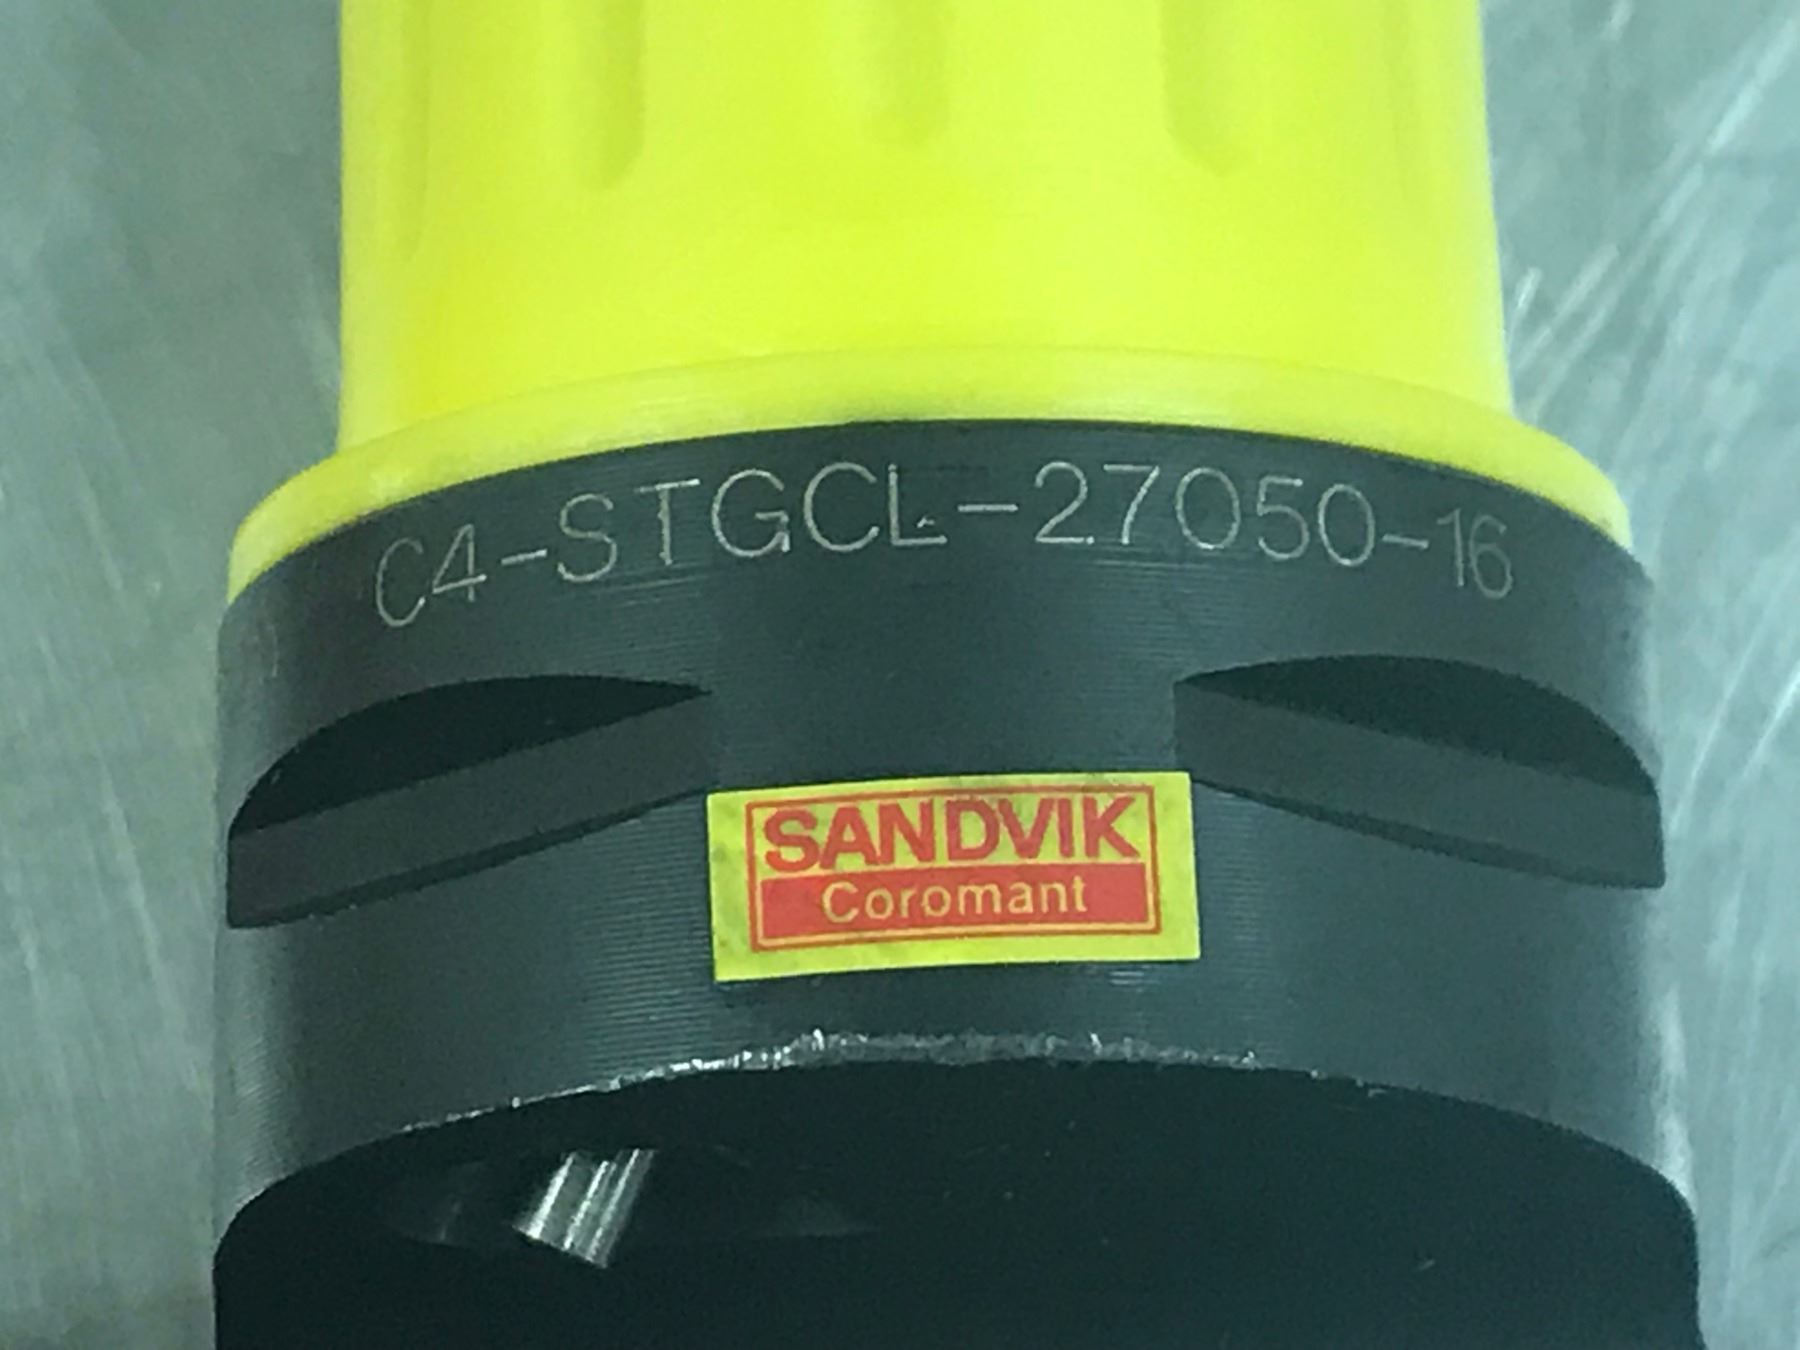 C4-STGCL-27050-16
SANDVIK
Coromant